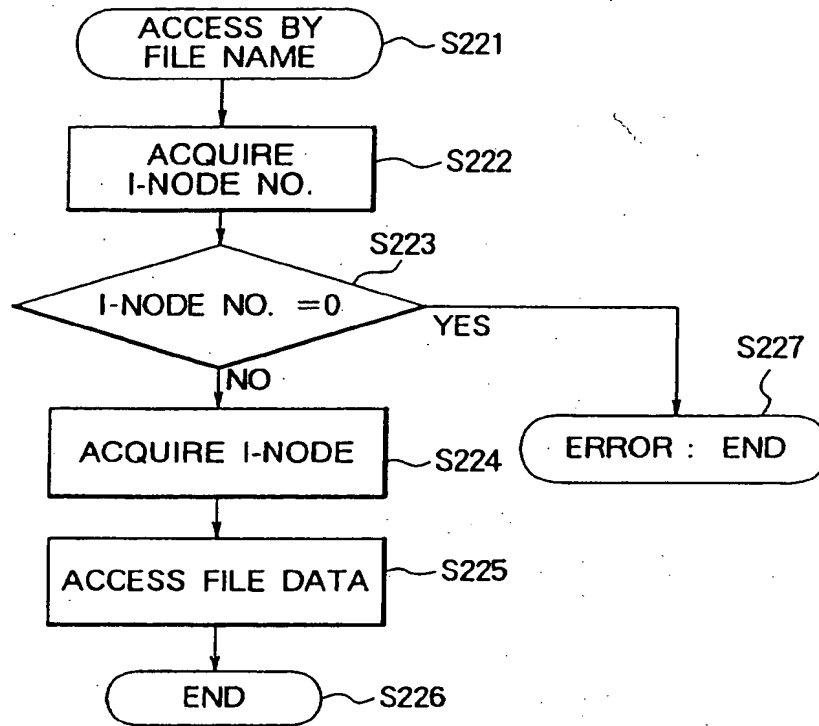 ACCESS BY
FILE NAME
S221
ACQUIRE
I-NODE NO.
S222
S223
I-NODE NO. =0
YES
NO
S227
ACQUIRE I-NODE
S224
ERROR : END
ACCESS FILE DATA
S225
END
S226